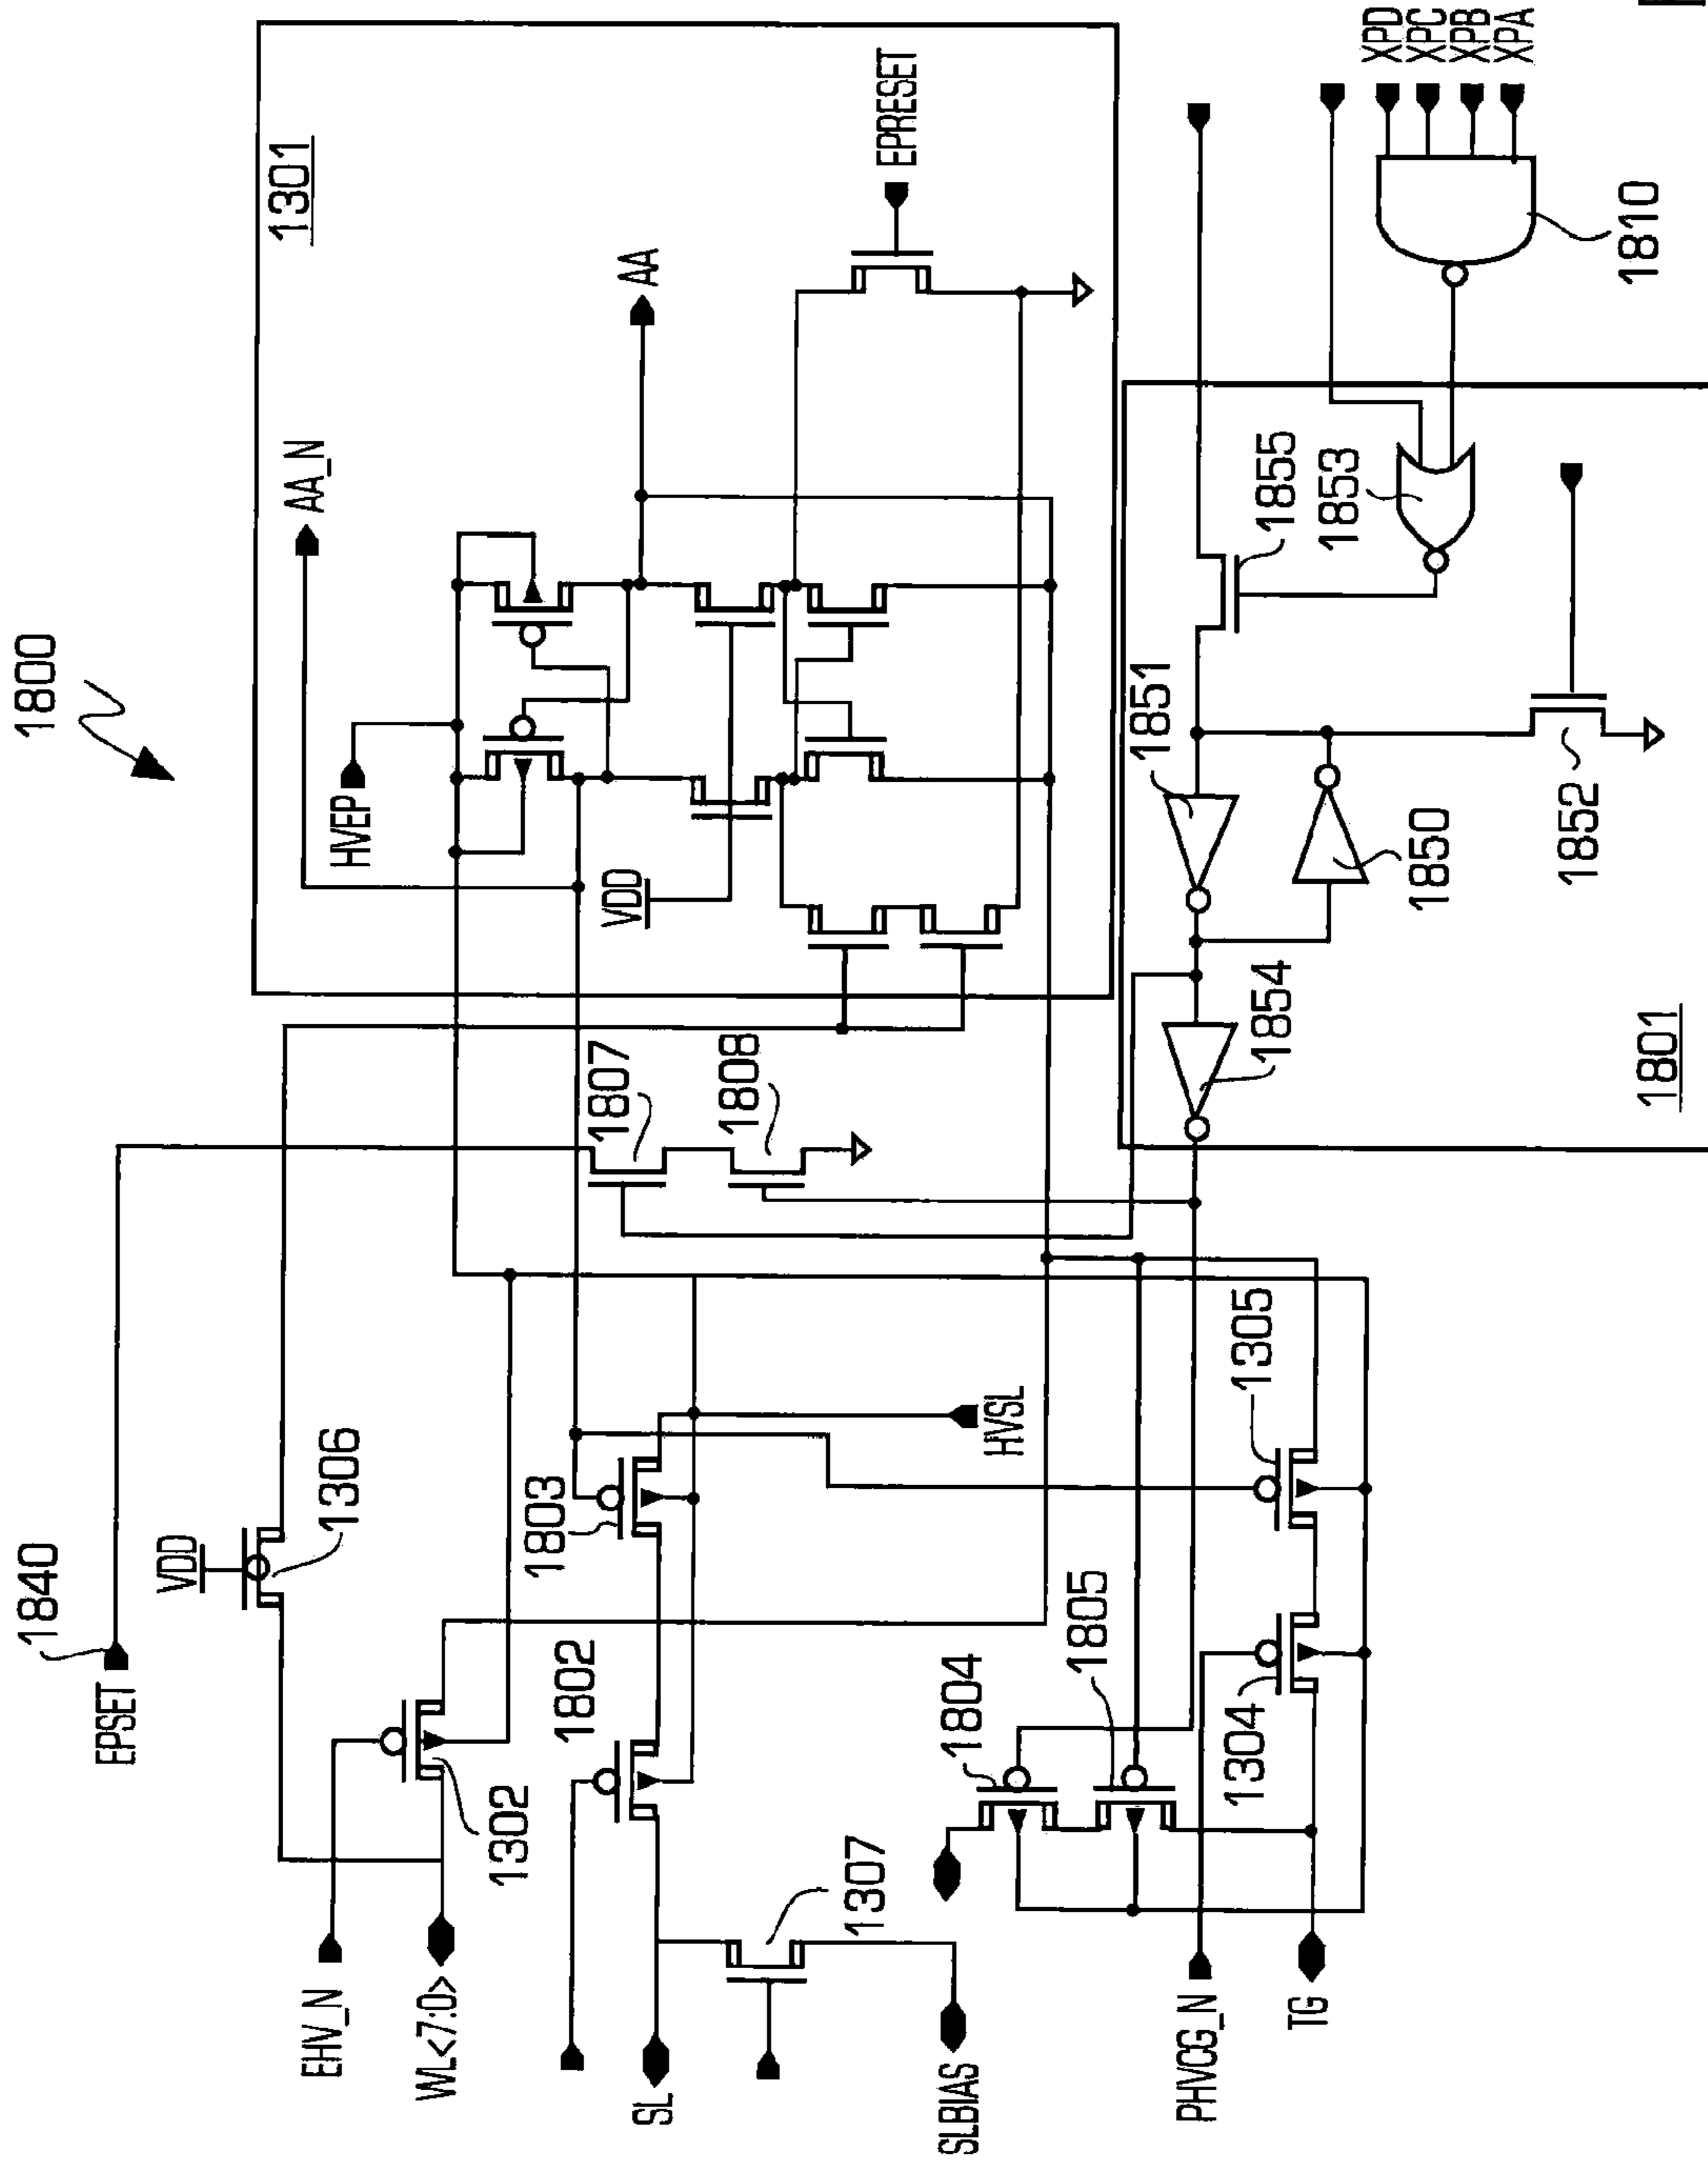 1800
1840
EPSET
VDD
1306
EHV_N
WL<7:0>
1302
1802
1803
SL
1307
SLBIAS
HVSL
1804
1805
PHVCG_N
TG
1304
1305
1807
1808
1301
AA_N
HVEP
VDD
AA
EPRESET
1851
1854
1850
1852
1855
1853
1801
1810
XPD
XPC
XPB
XPA